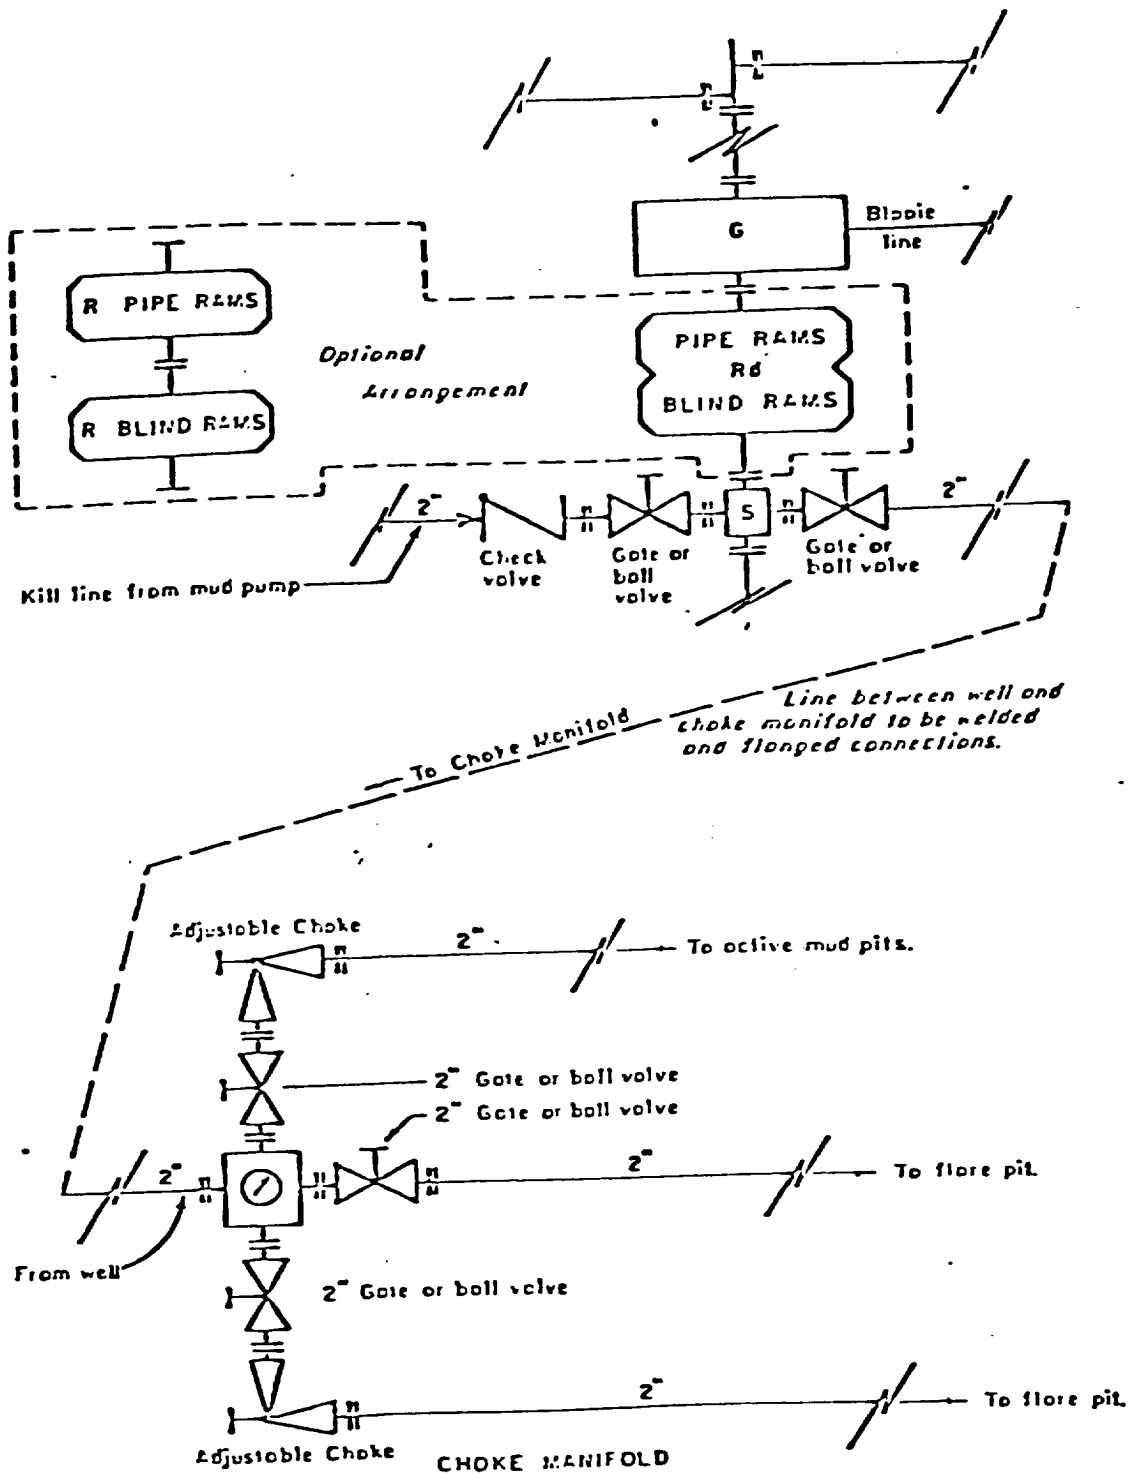 G
Blooie
line
R PIPE RAMS
PIPE RAMS
Rd
BLIND RAMS
Optional
Arrangement
R BLIND RAMS
2"
2"
S
Check
valve
Gate or
ball
valve
Gate or
ball valve
Kill line from mud pump
Line between well and
choke manifold to be welded
and flanged connections.
To Choke Manifold
Adjustable Choke
2"
To active mud pits.
2" Gate or ball valve
2" Gate or ball valve
2"
2"
To flare pit.
From well
2" Gate or ball valve
2"
To flare pit.
Adjustable Choke
CHOKE MANIFOLD